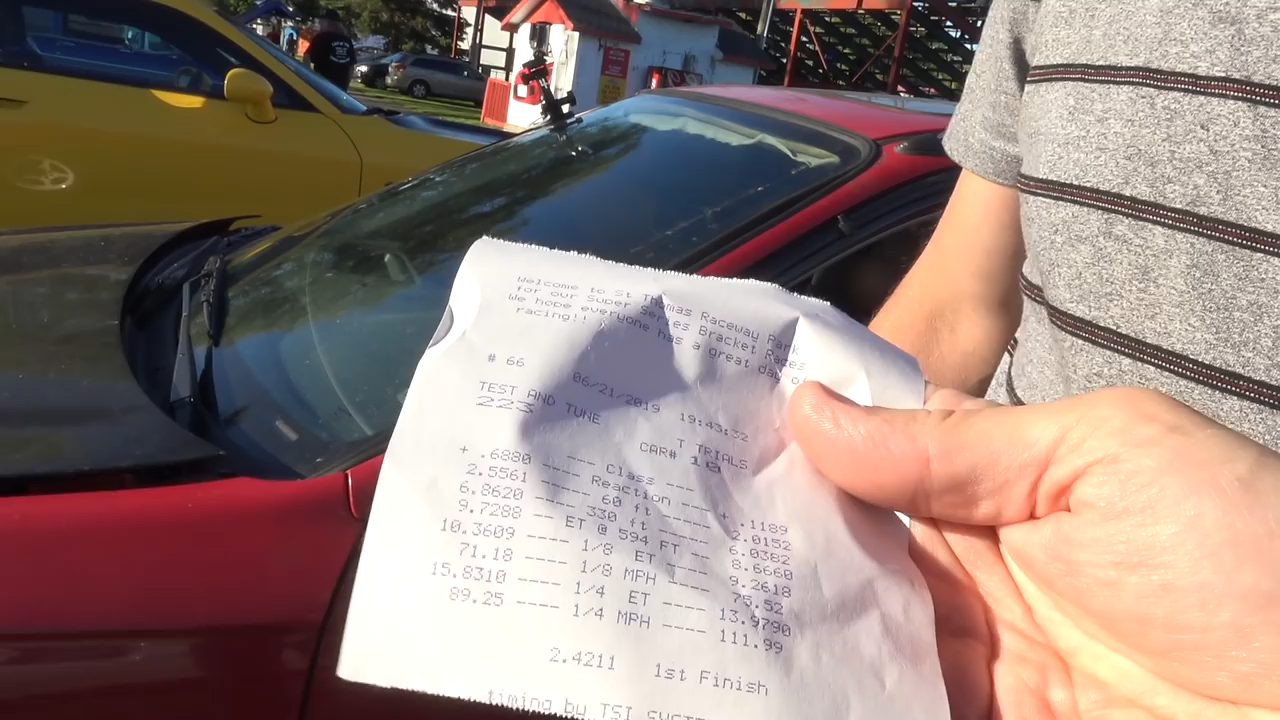 Welcome to St Thomas Raceway Park
for our Super Series Bracket Races
We hope everyone has a great day of
racing!!
# 66 06/21/2019 19:43:32
TEST AND TUNE T TRIALS
223 CAR# 10
--- Class ---
+ .6880 ---- Reaction ---- + .1189
2.5561 ---- 60 ft ---- 2.0152
6.8620 ---- 330 ft ---- 6.0382
9.7288 -- ET @ 594 FT -- 8.6660
10.3609 ---- 1/8 ET ---- 9.2618
71.18 ---- 1/8 MPH ---- 75.52
15.8310 ---- 1/4 ET ---- 13.9790
89.25 ---- 1/4 MPH ---- 111.99
2.4211 1st Finish
timing by TSI